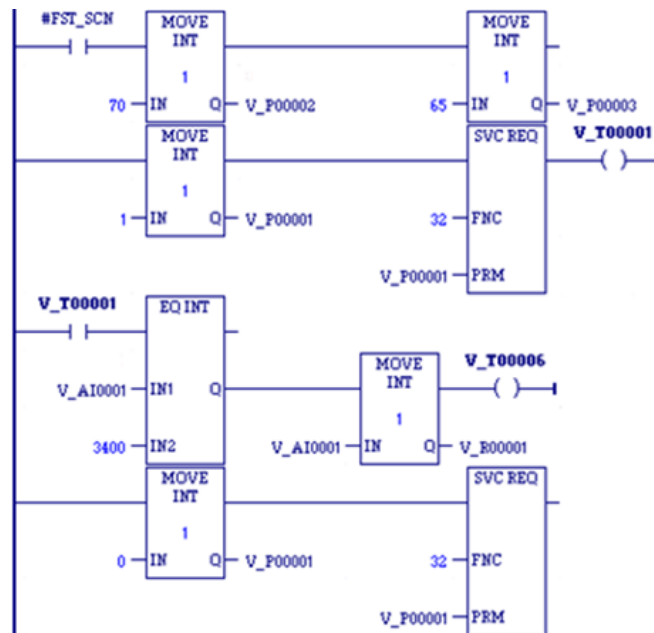 #FST_SCN
MOVE
INT
1
70 IN Q V_P00002
MOVE
INT
1
65 IN Q V_P00003
MOVE
INT
1
1 IN Q V_P00001
SVC REQ
V_T00001
32 FNC
V_P00001 PRM
V_T00001
EQ INT
V_AI0001 IN1 Q
3400 IN2
MOVE
INT
1
V_AI0001 IN Q V_R00001
V_T00006
MOVE
INT
1
0 IN Q V_P00001
SVC REQ
32 FNC
V_P00001 PRM